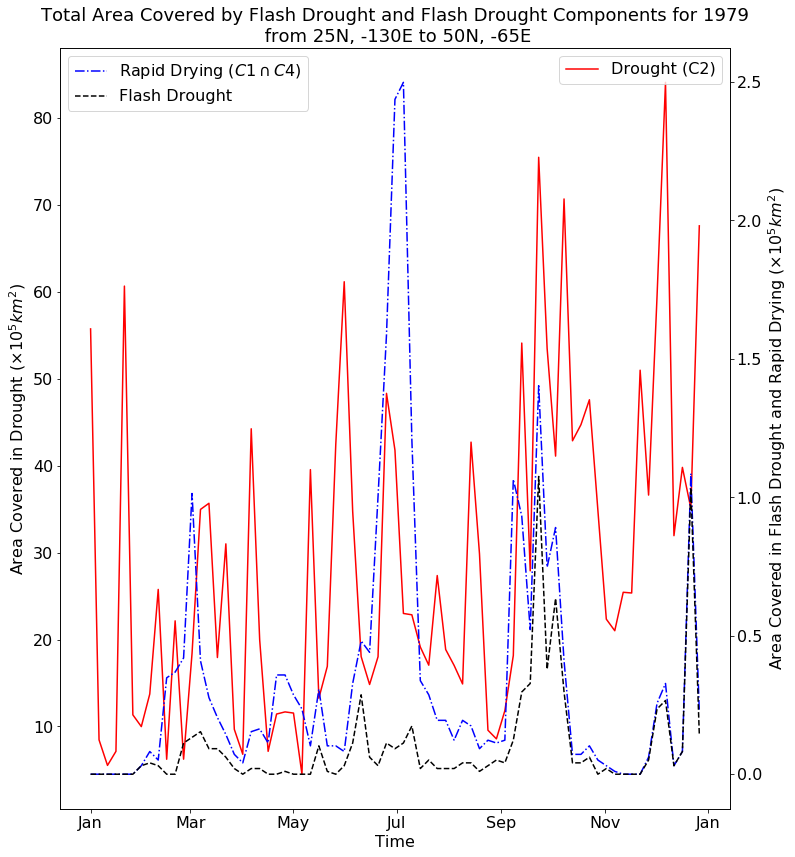 Total Area Covered by Flash Drought and Flash Drought Components for 1979
from 25N, -130E to 50N, -65E
Rapid Drying (C1 ∩ C4)
Flash Drought
Drought (C2)
Area Covered in Drought (×10⁵km²)
80
70
60
50
40
30
20
10
2.5
2.0
1.5
1.0
0.5
0.0
Area Covered in Flash Drought and Rapid Drying (×10⁵km²)
Jan Mar May Jul Sep Nov Jan
Time